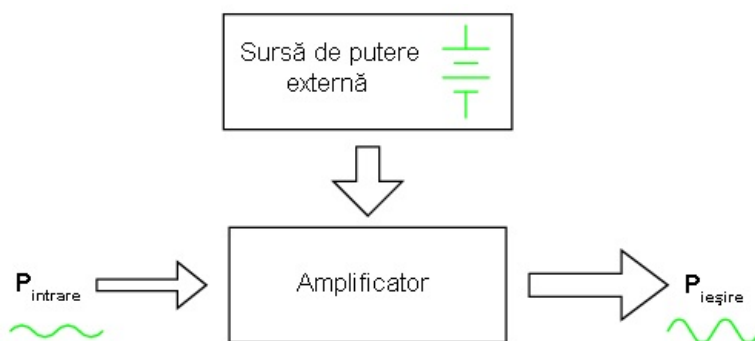 Sursă de putere
externă
Amplificator
Pintrare
Pieşire